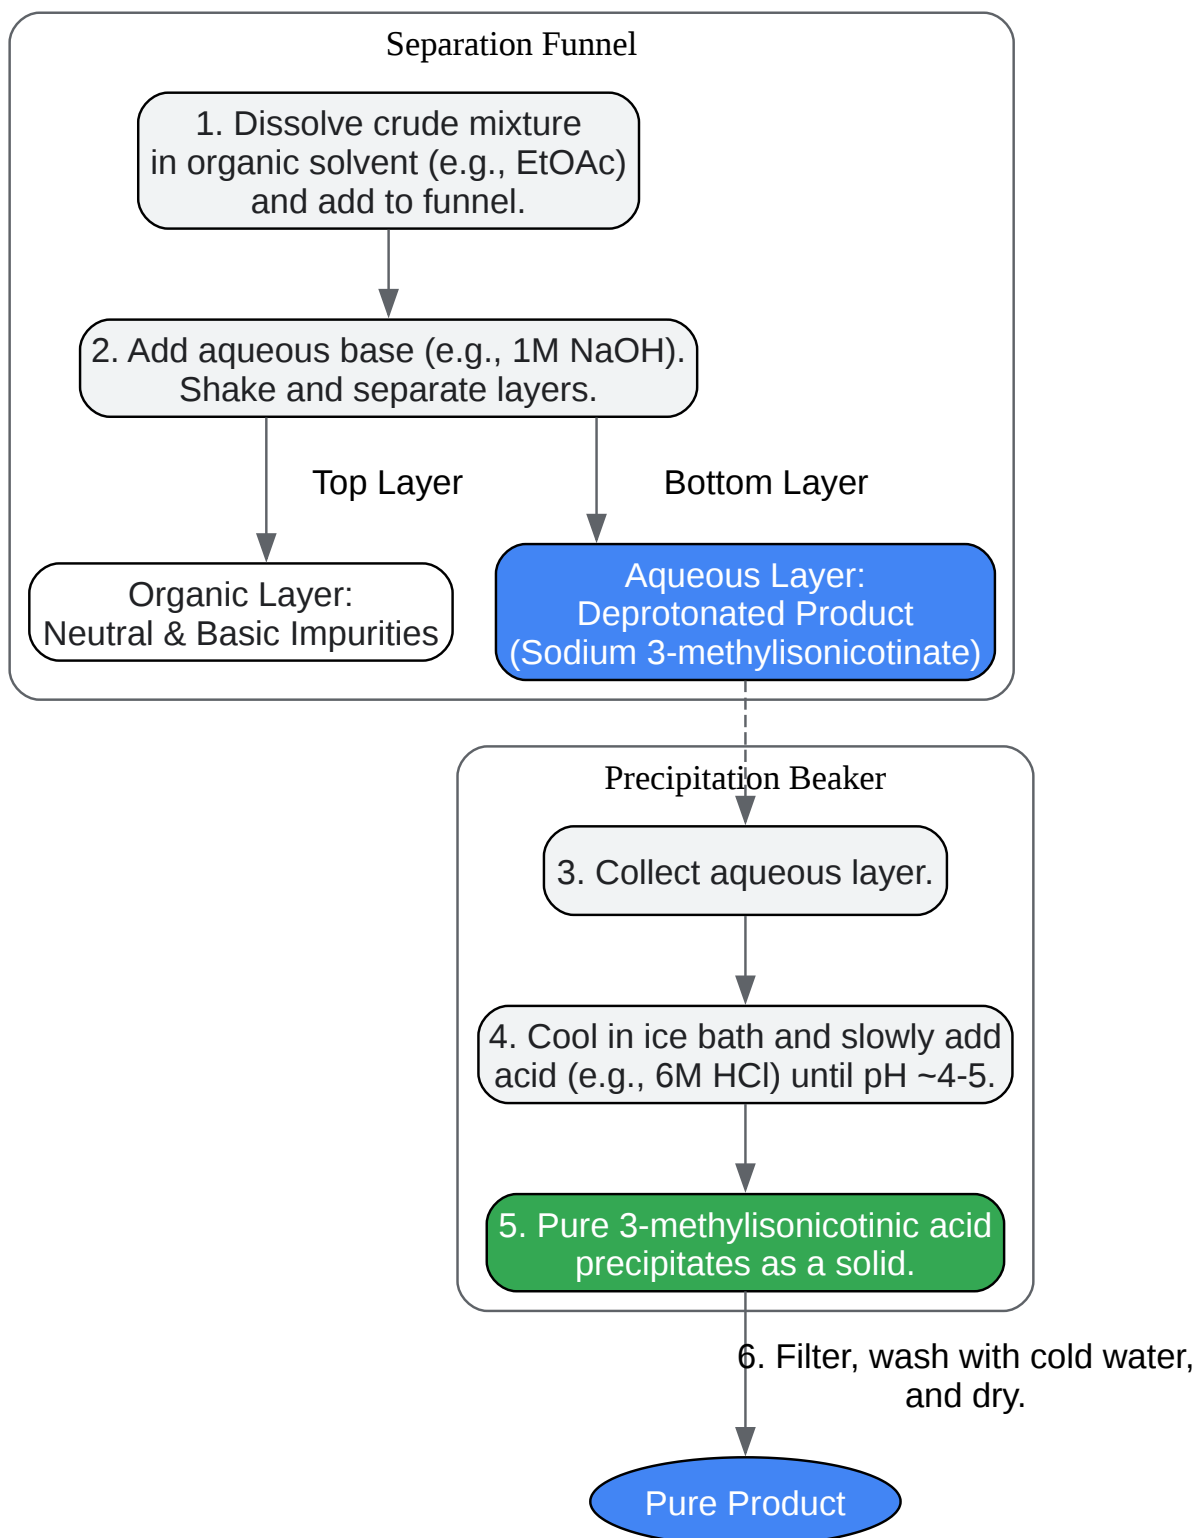 Separation Funnel
1. Dissolve crude mixture
in organic solvent (e.g., EtOAc)
and add to funnel.
2. Add aqueous base (e.g., 1M NaOH).
Shake and separate layers.
Top Layer
Bottom Layer
Organic Layer:
Neutral & Basic Impurities
Aqueous Layer:
Deprotonated Product
(Sodium 3-methylisonicotinate)
Precipitation Beaker
3. Collect aqueous layer.
4. Cool in ice bath and slowly add
acid (e.g., 6M HCl) until pH ~4-5.
5. Pure 3-methylisonicotinic acid
precipitates as a solid.
6. Filter, wash with cold water,
and dry.
Pure Product